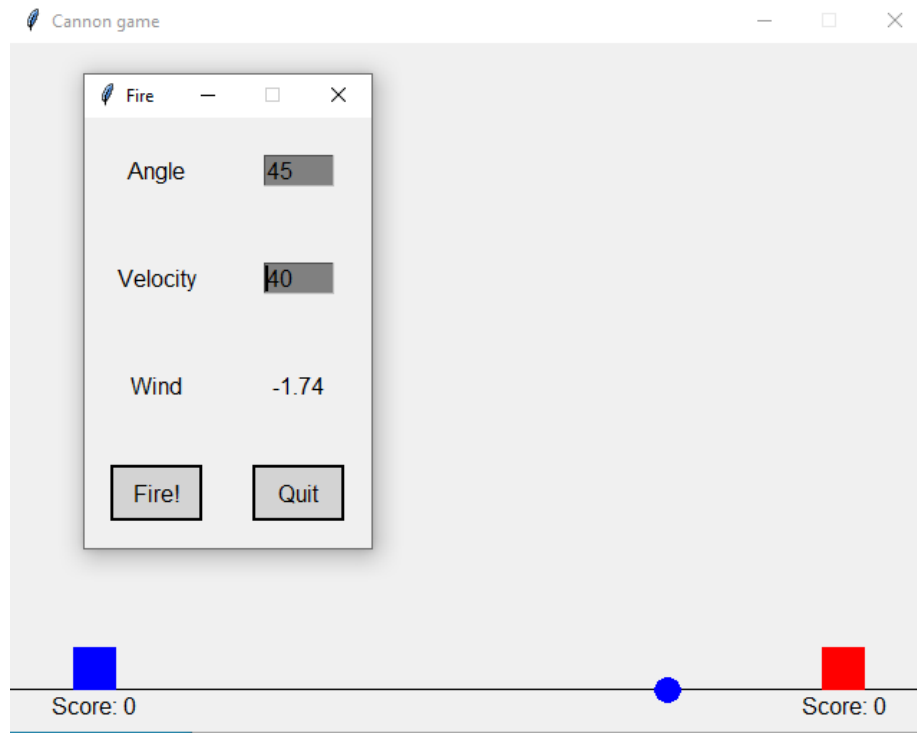 Cannon game
Fire
Angle 45
Velocity 40
Wind -1.74
Fire! Quit
Score: 0 Score: 0